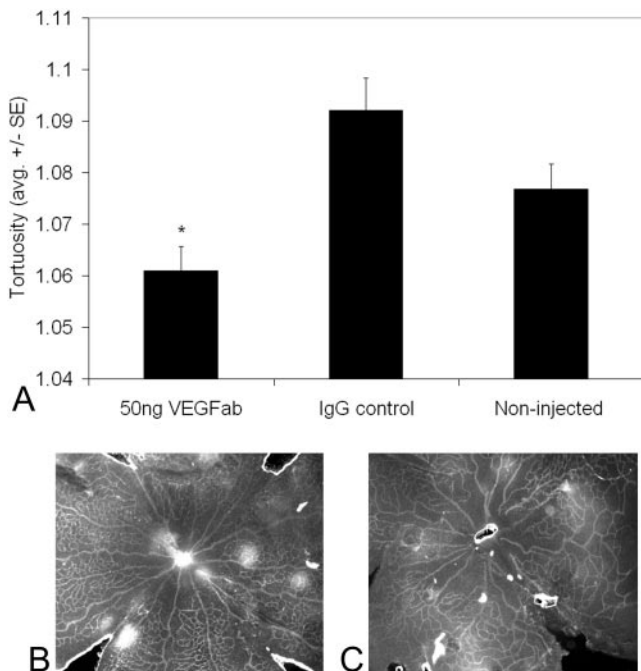 Tortuosity (avg. +/- SE)
1.11
1.1
1.09
1.08
1.07
1.06
1.05
1.04
*
50ng VEGFab
IgG control
Non-injected
A
B
C